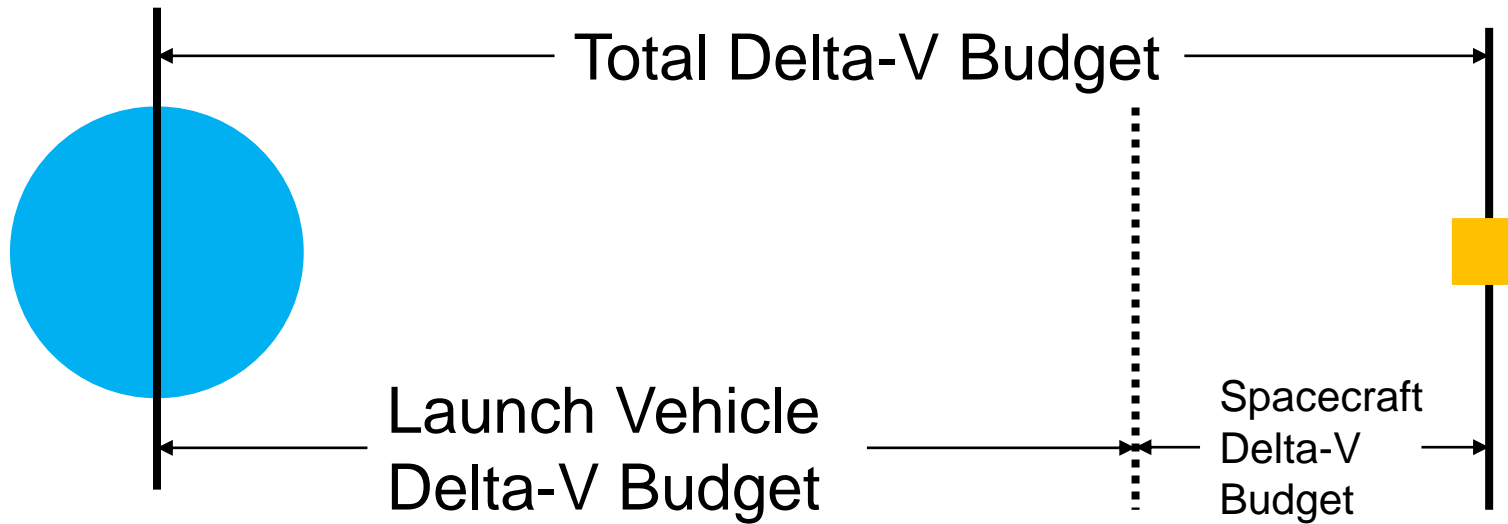 Total Delta-V Budget
Launch Vehicle
Delta-V Budget
Spacecraft
Delta-V
Budget